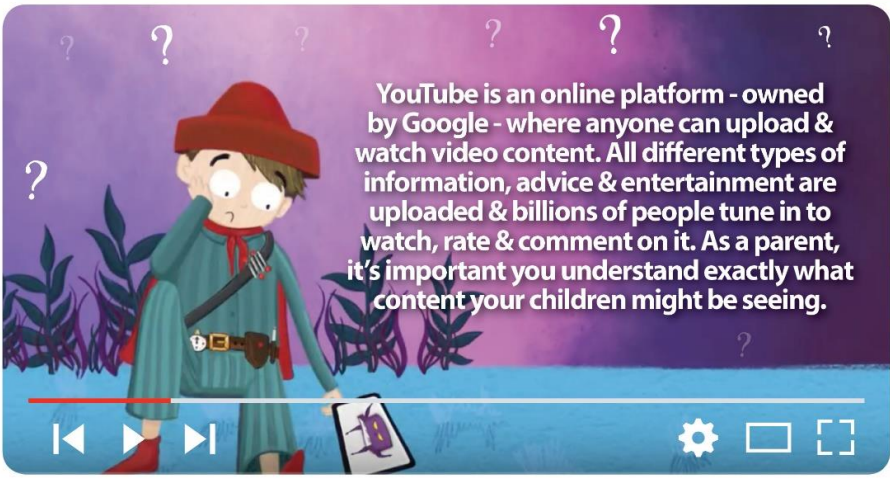 ? ? ? ? ? ?
YouTube is an online platform - owned
by Google - where anyone can upload &
watch video content. All different types of
information, advice & entertainment are
uploaded & billions of people tune in to
watch, rate & comment on it. As a parent,
it's important you understand exactly what
content your children might be seeing.
?
?